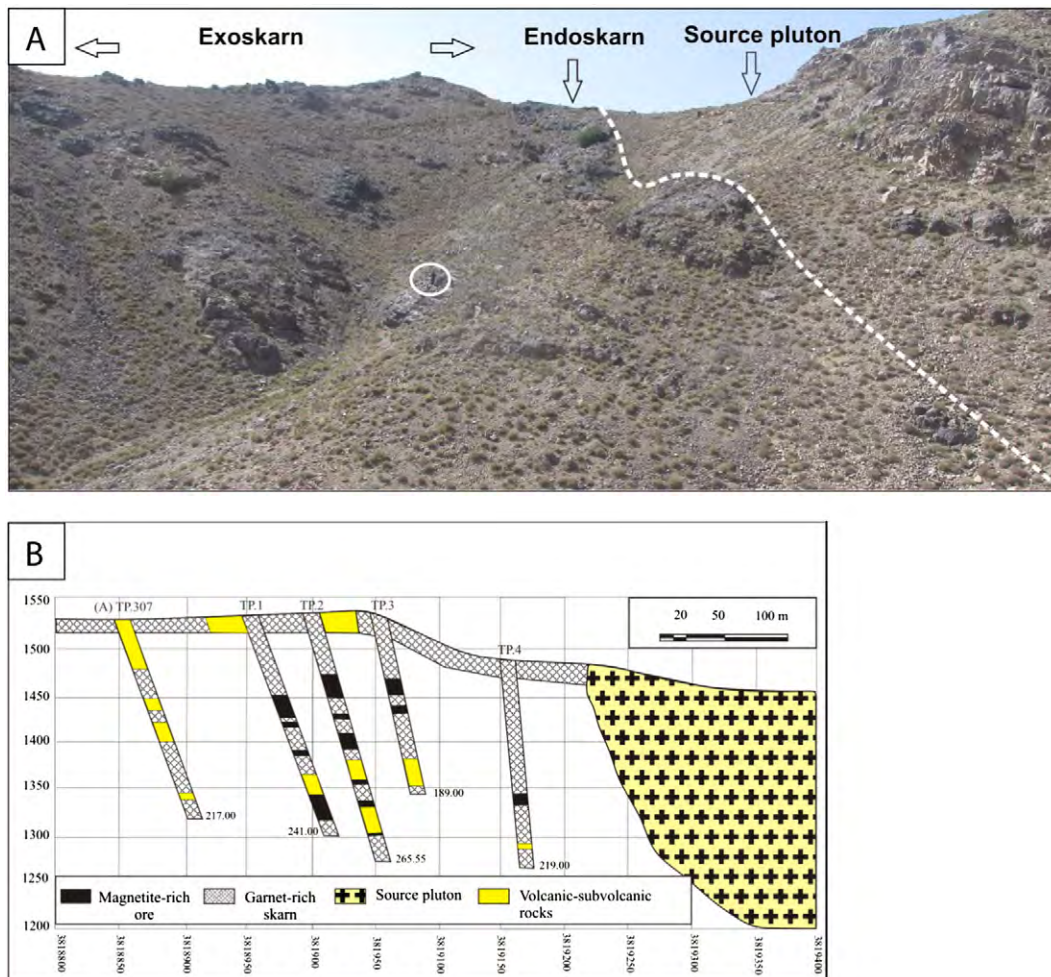 A
Exoskarn
Endoskarn
Source pluton
B
1550
1500
1450
1400
1350
1300
1250
1200
(A) TP.307
TP.1
TP.2
TP.3
TP.4
20 50 100 m
217.00
241.00
265.55
189.00
219.00
Magnetite-rich
ore
Garnet-rich
skarn
Source pluton
Volcanic-subvolcanic
rocks
3818800
3818850
3818900
3818950
3818900
3818950
3819100
3819150
3819200
3819250
3819300
3819350
3819400